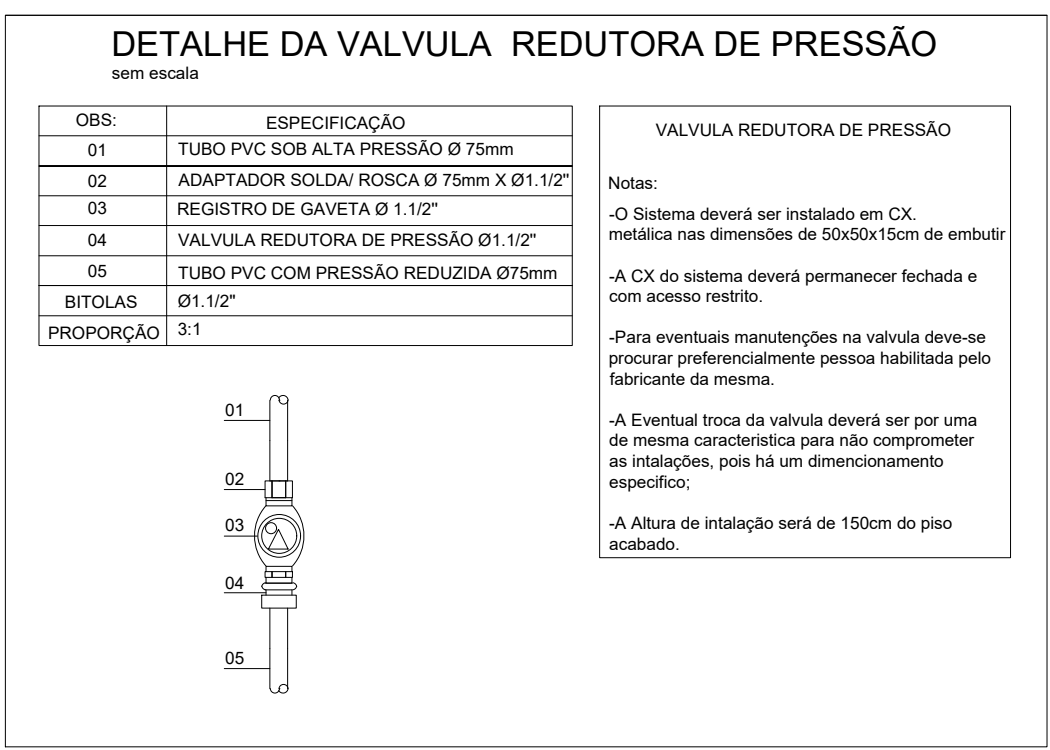 DETALHE DA VALVULA REDUTORA DE PRESSÃO
sem escala
OBS: ESPECIFICAÇÃO
01 TUBO PVC SOB ALTA PRESSÃO Ø 75mm
02 ADAPTADOR SOLDA/ ROSCA Ø 75mm X Ø1.1/2"
03 REGISTRO DE GAVETA Ø 1.1/2"
04 VALVULA REDUTORA DE PRESSÃO Ø1.1/2"
05 TUBO PVC COM PRESSÃO REDUZIDA Ø75mm
BITOLAS Ø1.1/2"
PROPORÇÃO 3:1
01
02
03
04
05
VALVULA REDUTORA DE PRESSÃO
Notas:
-O Sistema deverá ser instalado em CX.
metálica nas dimensões de 50x50x15cm de embutir
-A CX do sistema deverá permanecer fechada e
com acesso restrito.
-Para eventuais manutenções na valvula deve-se
procurar preferencialmente pessoa habilitada pelo
fabricante da mesma.
-A Eventual troca da valvula deverá ser por uma
de mesma caracteristica para não comprometer
as intalações, pois há um dimencionamento
especifico;
-A Altura de intalação será de 150cm do piso
acabado.